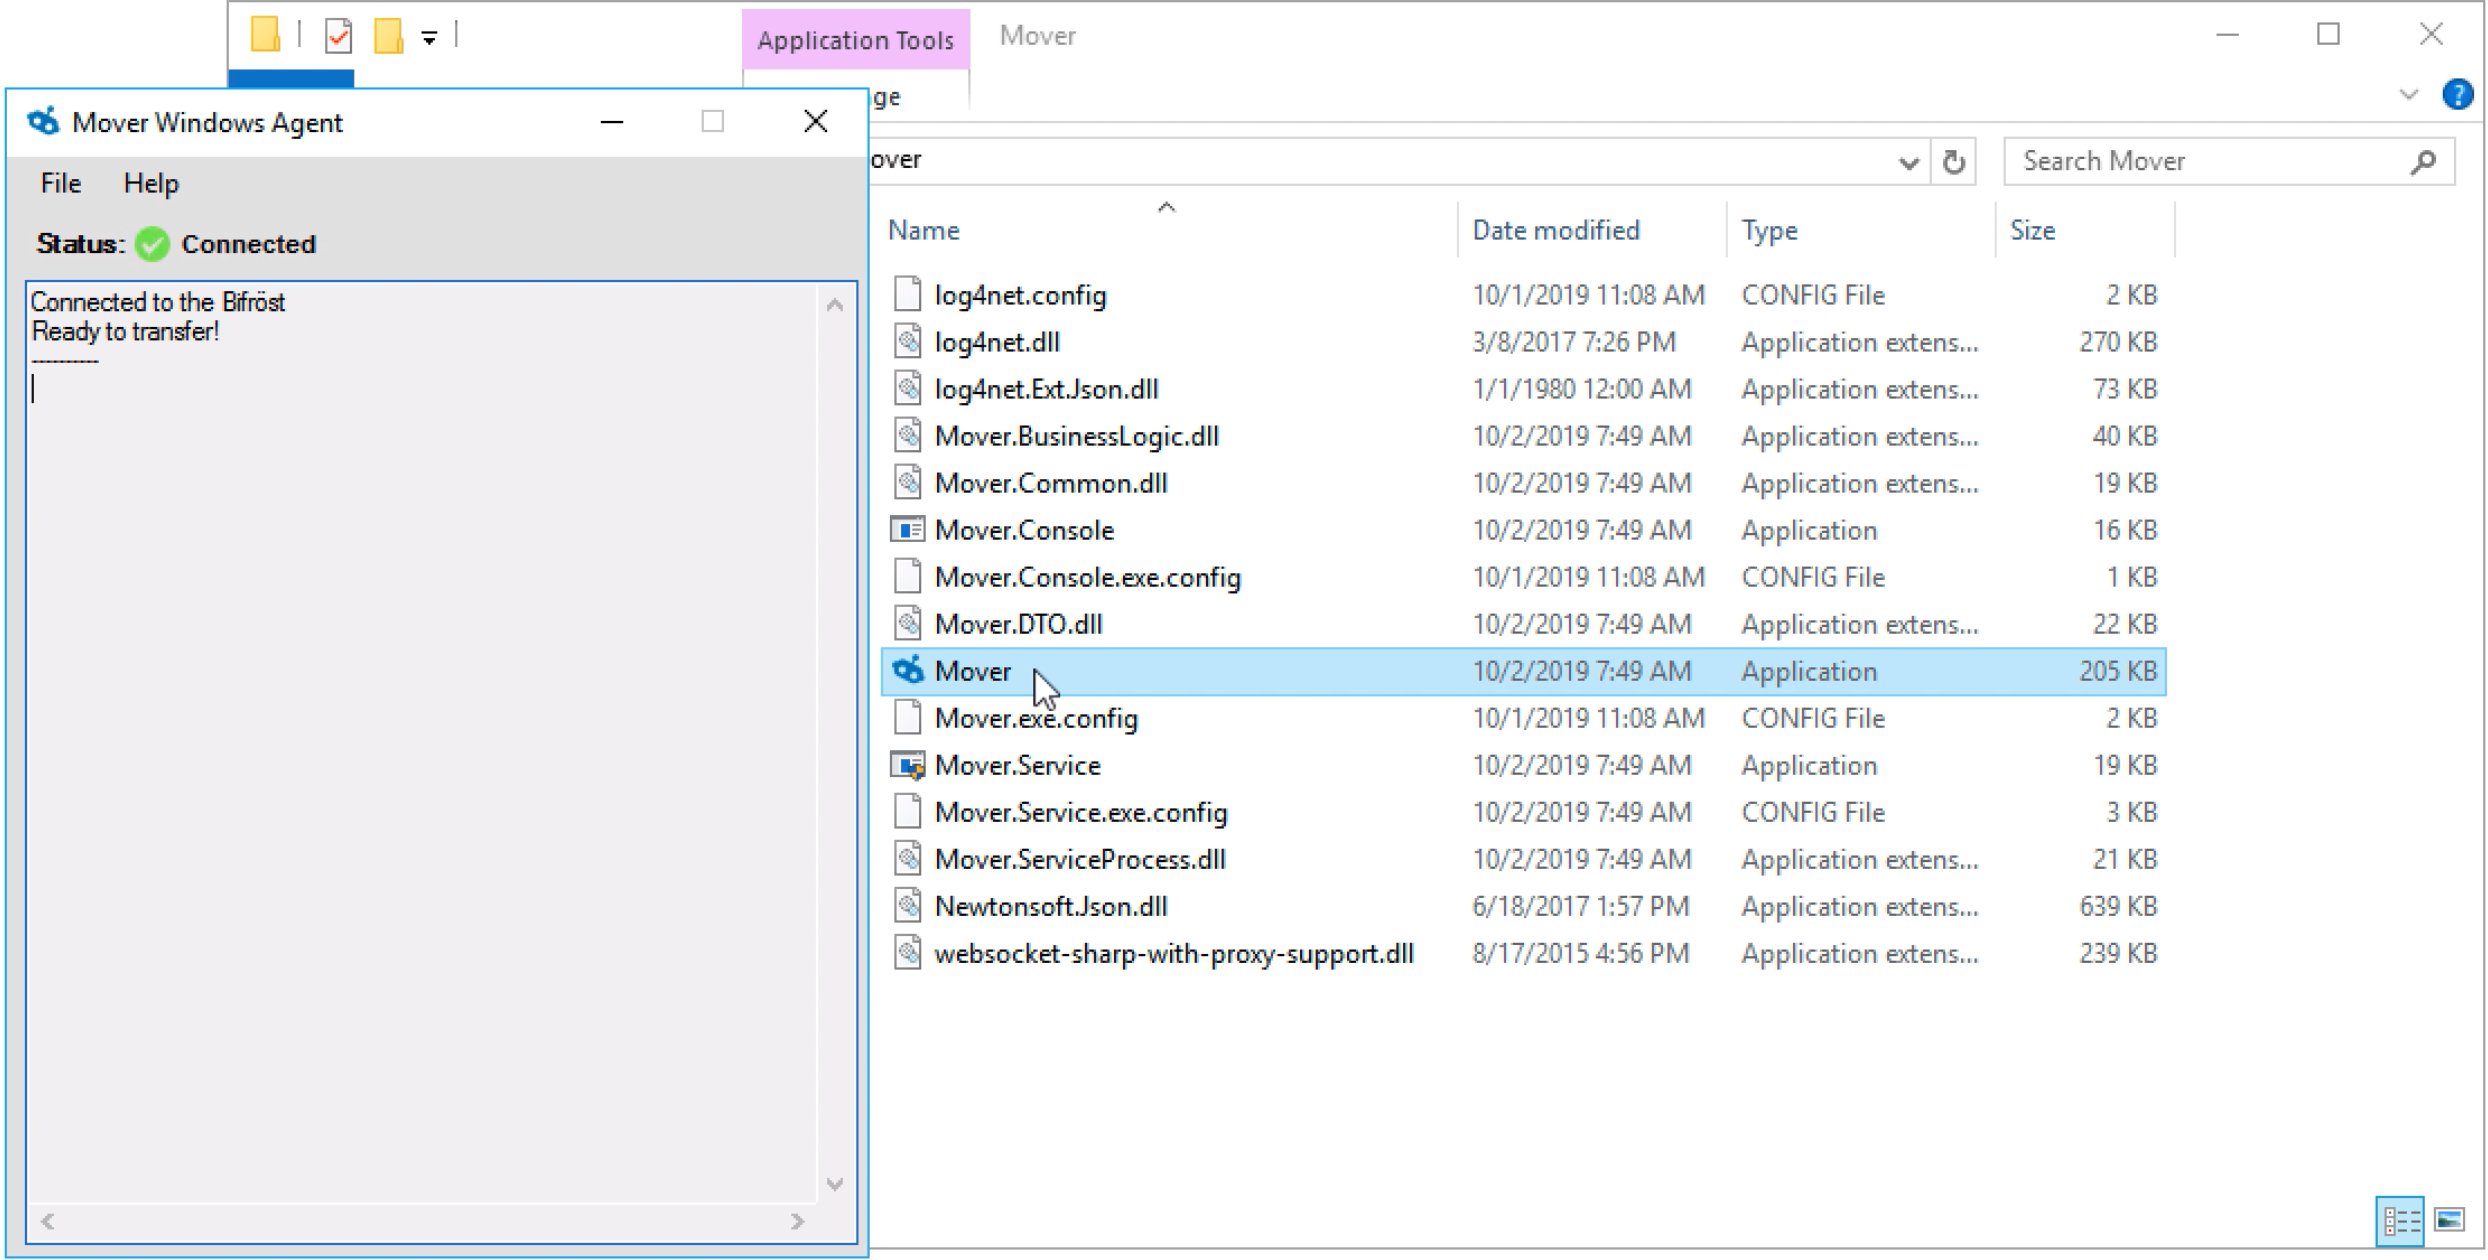 Application Tools
Mover
ge
Mover Windows Agent
File Help
Status: Connected
Connected to the Bifröst
Ready to transfer!
----------
over
Search Mover
Name Date modified Type Size
log4net.config 10/1/2019 11:08 AM CONFIG File 2 KB
log4net.dll 3/8/2017 7:26 PM Application extens... 270 KB
log4net.Ext.Json.dll 1/1/1980 12:00 AM Application extens... 73 KB
Mover.BusinessLogic.dll 10/2/2019 7:49 AM Application extens... 40 KB
Mover.Common.dll 10/2/2019 7:49 AM Application extens... 19 KB
Mover.Console 10/2/2019 7:49 AM Application 16 KB
Mover.Console.exe.config 10/1/2019 11:08 AM CONFIG File 1 KB
Mover.DTO.dll 10/2/2019 7:49 AM Application extens... 22 KB
Mover 10/2/2019 7:49 AM Application 205 KB
Mover.exe.config 10/1/2019 11:08 AM CONFIG File 2 KB
Mover.Service 10/2/2019 7:49 AM Application 19 KB
Mover.Service.exe.config 10/2/2019 7:49 AM CONFIG File 3 KB
Mover.ServiceProcess.dll 10/2/2019 7:49 AM Application extens... 21 KB
Newtonsoft.Json.dll 6/18/2017 1:57 PM Application extens... 639 KB
websocket-sharp-with-proxy-support.dll 8/17/2015 4:56 PM Application extens... 239 KB